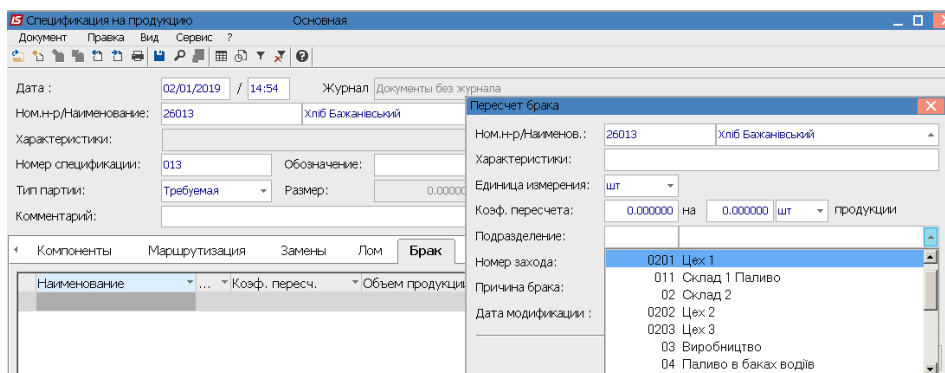 Спецификация на продукцию Основная
Документ Правка Вид Сервис ?
Дата : 02/01/2019 / 14:54 Журнал Документы без журнала
Ном.н-р/Наименование: 26013 Хліб Бажанівський
Характеристики:
Номер спецификации: 013 Обозначение:
Тип партии: Требуемая Размер: 0.00000
Комментарий:
Компоненты Маршрутизация Замены Лом Брак
Наименование ... Коэф. пересч. Объем продукции
Пересчет брака
Ном.н-р/Наименов.: 26013 Хліб Бажанівський
Характеристики:
Единица измерения: шт
Коэф. пересчета: 0.000000 на 0.000000 шт продукции
Подразделение:
Номер захода:
Причина брака:
Дата модификации :
0201 Цех 1
011 Склад 1 Паливо
02 Склад 2
0202 Цех 2
0203 Цех 3
03 Виробництво
04 Паливо в баках водіїв